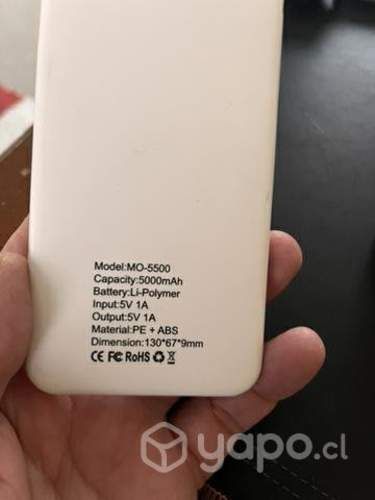 Model:MO-5500
Capacity:5000mAh
Battery:Li-Polymer
Input:5V 1A
Output:5V 1A
Material:PE + ABS
Dimension:130*67*9mm
CE FC RoHS
yapo.cl